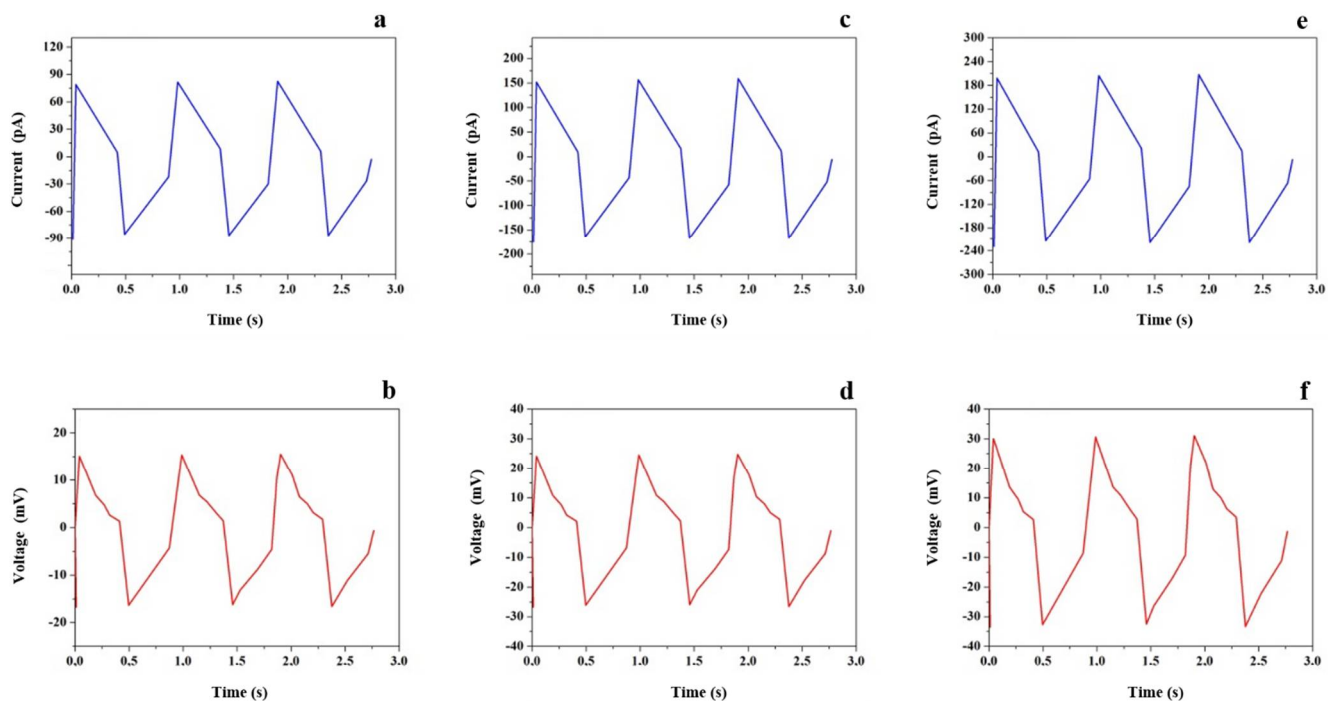 a
120
90
60
30
0
-30
-60
-90
Current (pA)
0.0 0.5 1.0 1.5 2.0 2.5 3.0
Time (s)
c
200
150
100
50
0
-50
-100
-150
-200
Current (pA)
0.0 0.5 1.0 1.5 2.0 2.5 3.0
Time (s)
e
300
240
180
120
60
0
-60
-120
-180
-240
-300
Current (pA)
0.0 0.5 1.0 1.5 2.0 2.5 3.0
Time (s)
b
20
10
0
-10
-20
Voltage (mV)
0.0 0.5 1.0 1.5 2.0 2.5 3.0
Time (s)
d
40
30
20
10
0
-10
-20
-30
-40
Voltage (mV)
0.0 0.5 1.0 1.5 2.0 2.5 3.0
Time (s)
f
40
30
20
10
0
-10
-20
-30
-40
Voltage (mV)
0.0 0.5 1.0 1.5 2.0 2.5 3.0
Time (s)